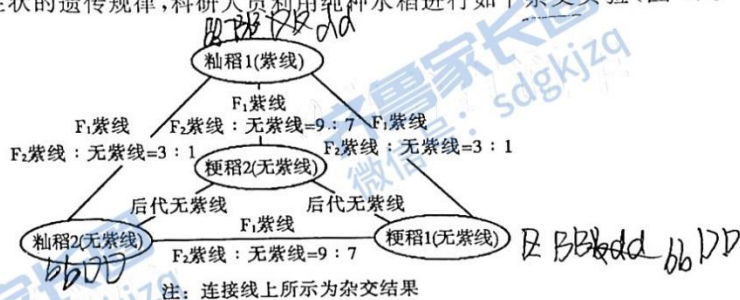 性状的遗传规律,科研人员利用纯种水稻进行如下杂交实验
BB DD dd
籼稻1(紫线)
F₁紫线
F₁紫线
F₁紫线
F₂紫线:无紫线=3:1
F₂紫线:无紫线=9:7
F₂紫线:无紫线=3:1
粳稻2(无紫线)
后代无紫线
后代无紫线
籼稻2(无紫线)
F₁紫线
F₂紫线:无紫线=9:7
粳稻1(无紫线)
bbDD
BBdd bbDD
注:连接线上所示为杂交结果
齐鲁家长圈
微信号:sdgkjzq